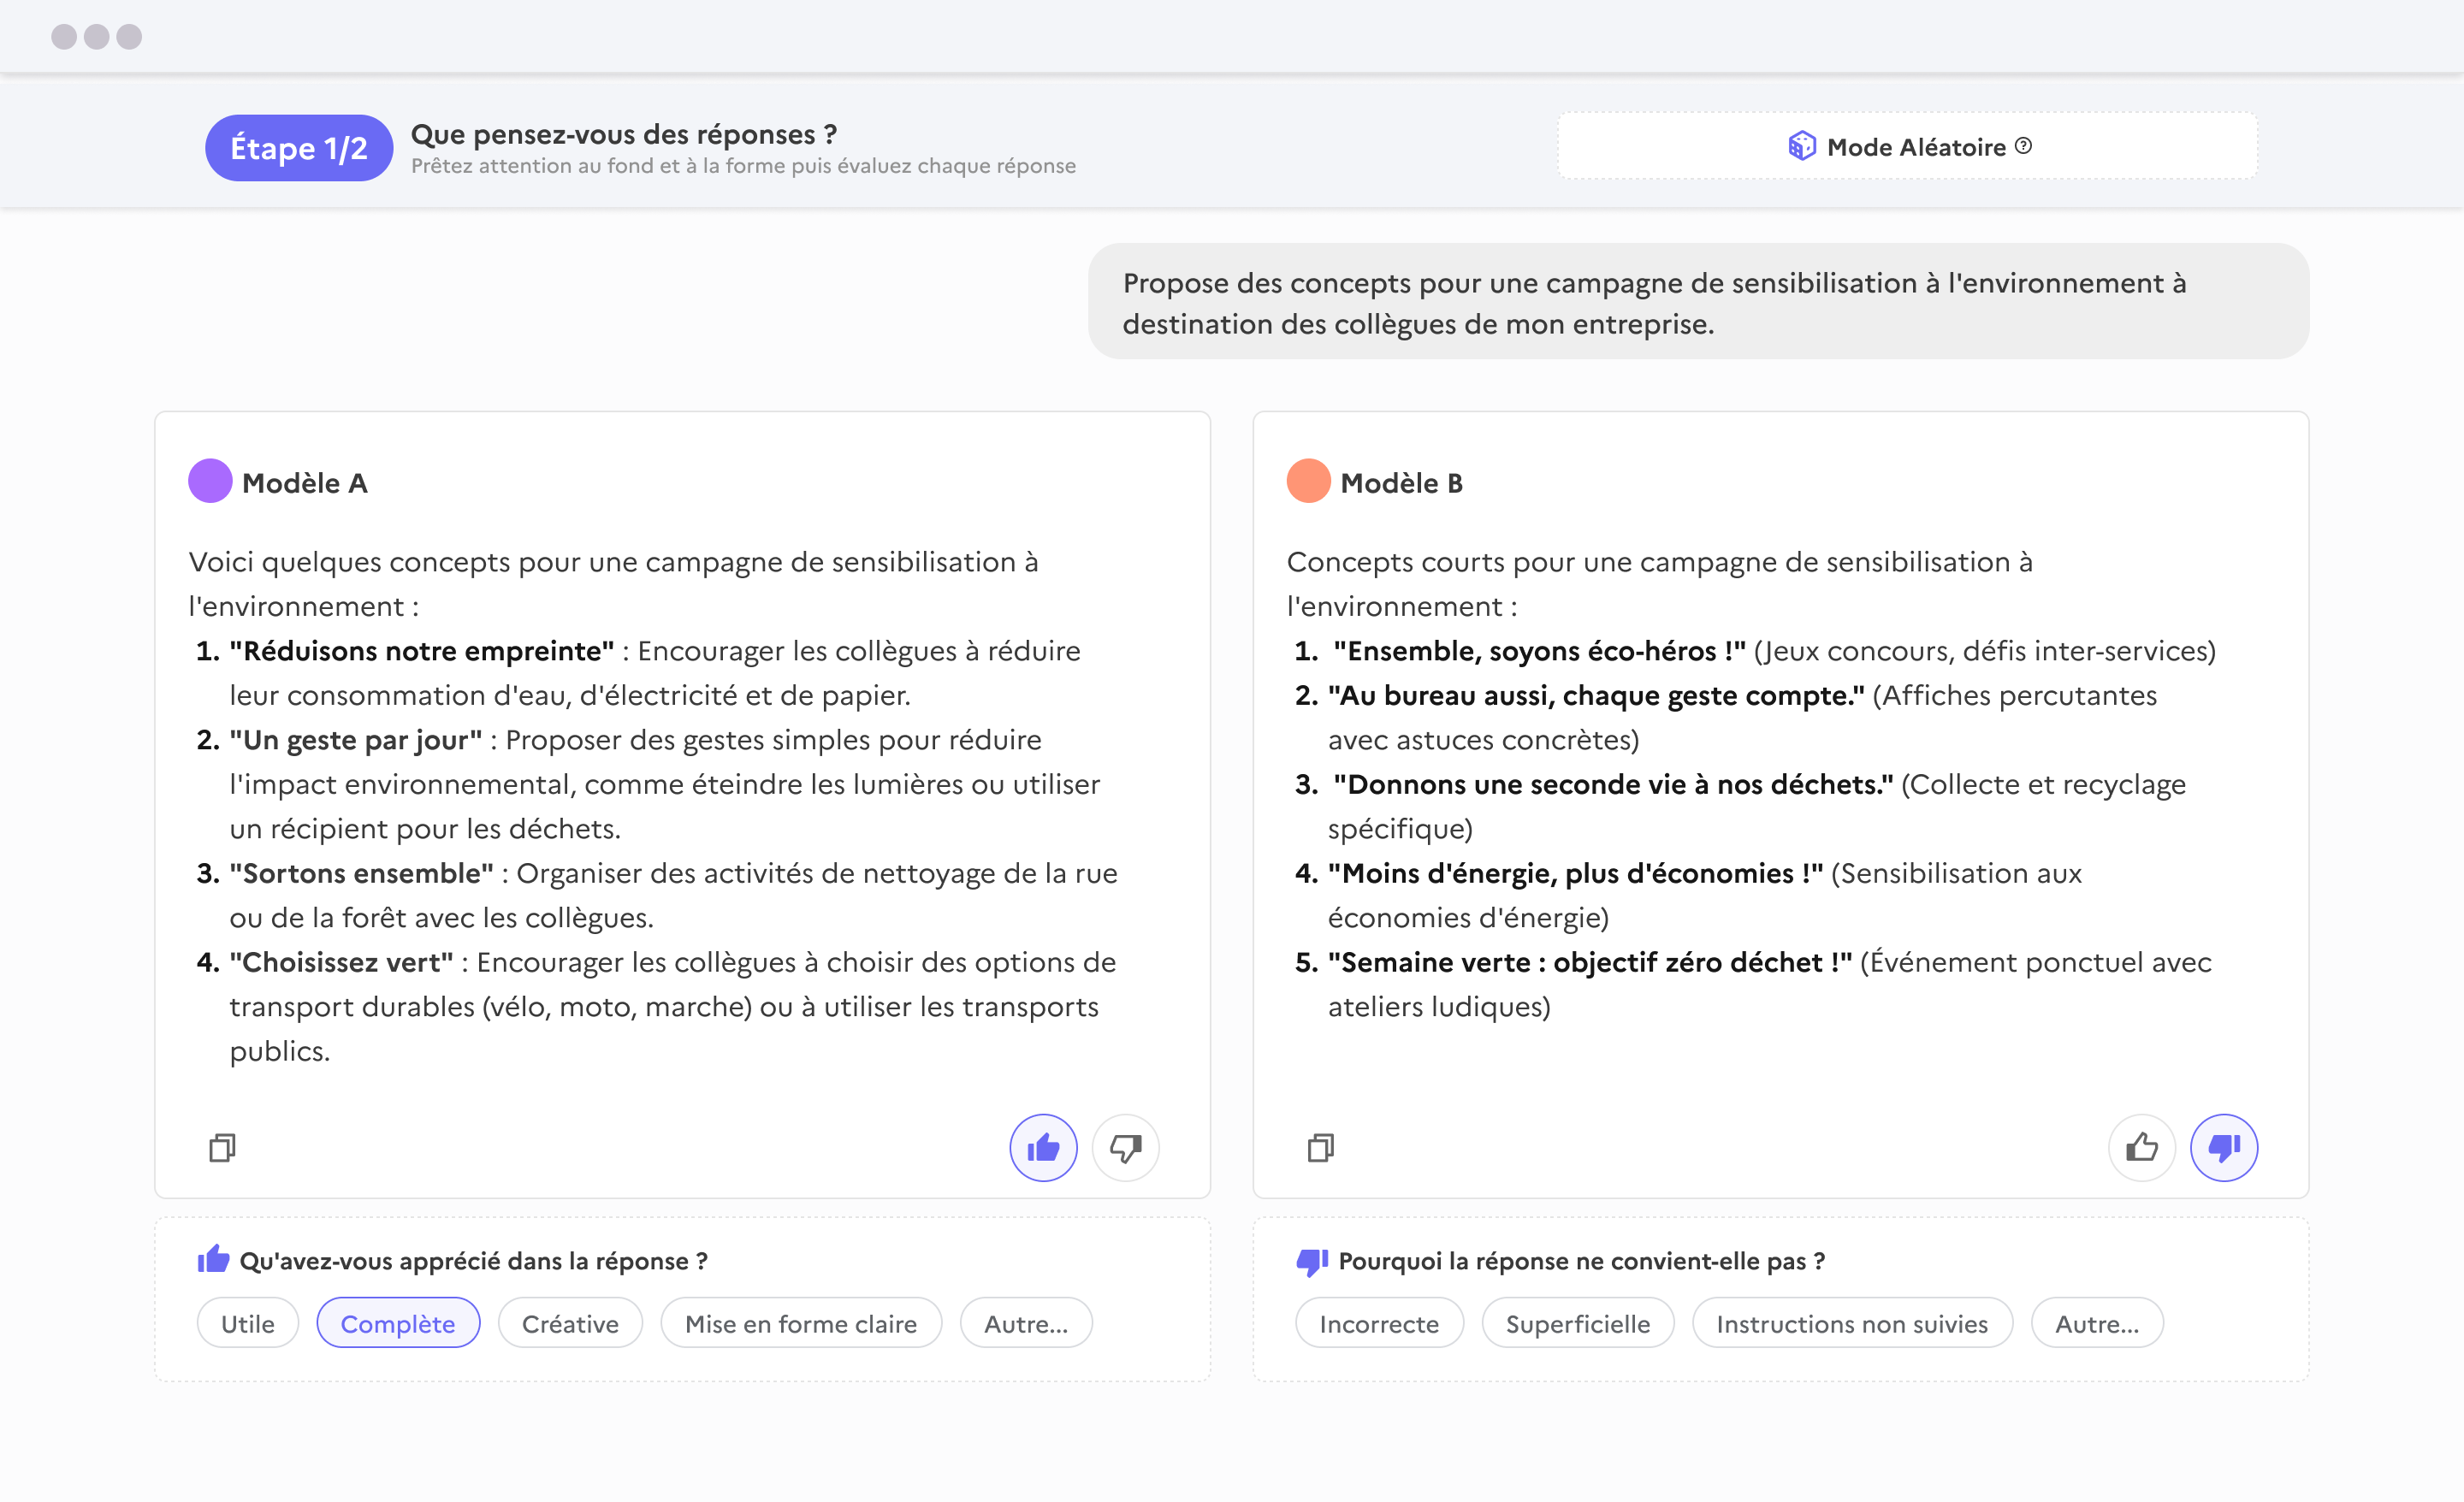 Étape 1/2
Que pensez-vous des réponses ?
Prêtez attention au fond et à la forme puis évaluez chaque réponse
Mode Aléatoire ?
Propose des concepts pour une campagne de sensibilisation à l'environnement à
destination des collègues de mon entreprise.
Modèle A
Voici quelques concepts pour une campagne de sensibilisation à
l'environnement :
1. "Réduisons notre empreinte" : Encourager les collègues à réduire
leur consommation d'eau, d'électricité et de papier.
2. "Un geste par jour" : Proposer des gestes simples pour réduire
l'impact environnemental, comme éteindre les lumières ou utiliser
un récipient pour les déchets.
3. "Sortons ensemble" : Organiser des activités de nettoyage de la rue
ou de la forêt avec les collègues.
4. "Choisissez vert" : Encourager les collègues à choisir des options de
transport durables (vélo, moto, marche) ou à utiliser les transports
publics.
Modèle B
Concepts courts pour une campagne de sensibilisation à
l'environnement :
1. "Ensemble, soyons éco-héros !" (Jeux concours, défis inter-services)
2. "Au bureau aussi, chaque geste compte." (Affiches percutantes
avec astuces concrètes)
3. "Donnons une seconde vie à nos déchets." (Collecte et recyclage
spécifique)
4. "Moins d'énergie, plus d'économies !" (Sensibilisation aux
économies d'énergie)
5. "Semaine verte : objectif zéro déchet !" (Événement ponctuel avec
ateliers ludiques)
Qu'avez-vous apprécié dans la réponse ?
Utile
Complète
Créative
Mise en forme claire
Autre...
Pourquoi la réponse ne convient-elle pas ?
Incorrecte
Superficielle
Instructions non suivies
Autre...